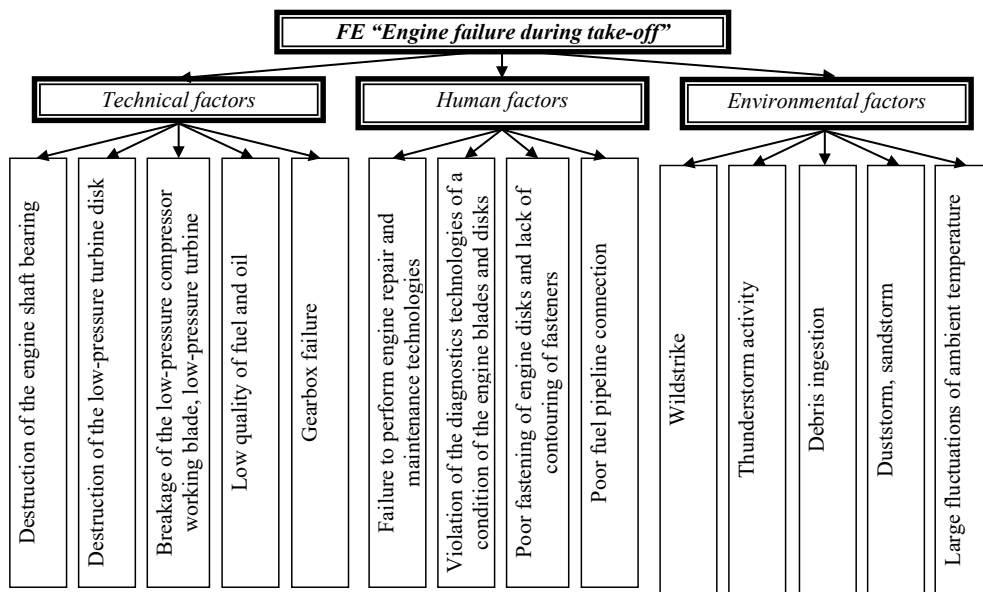 FE “Engine failure during take-off”
Technical factors
Human factors
Environmental factors
Destruction of the engine shaft bearing
Destruction of the low-pressure turbine disk
Breakage of the low-pressure compressor
working blade, low-pressure turbine
Low quality of fuel and oil
Gearbox failure
Failure to perform engine repair and
maintenance technologies
Violation of the diagnostics technologies of a
condition of the engine blades and disks
Poor fastening of engine disks and lack of
contouring of fasteners
Poor fuel pipeline connection
Wildstrike
Thunderstorm activity
Debris ingestion
Duststorm, sandstorm
Large fluctuations of ambient temperature